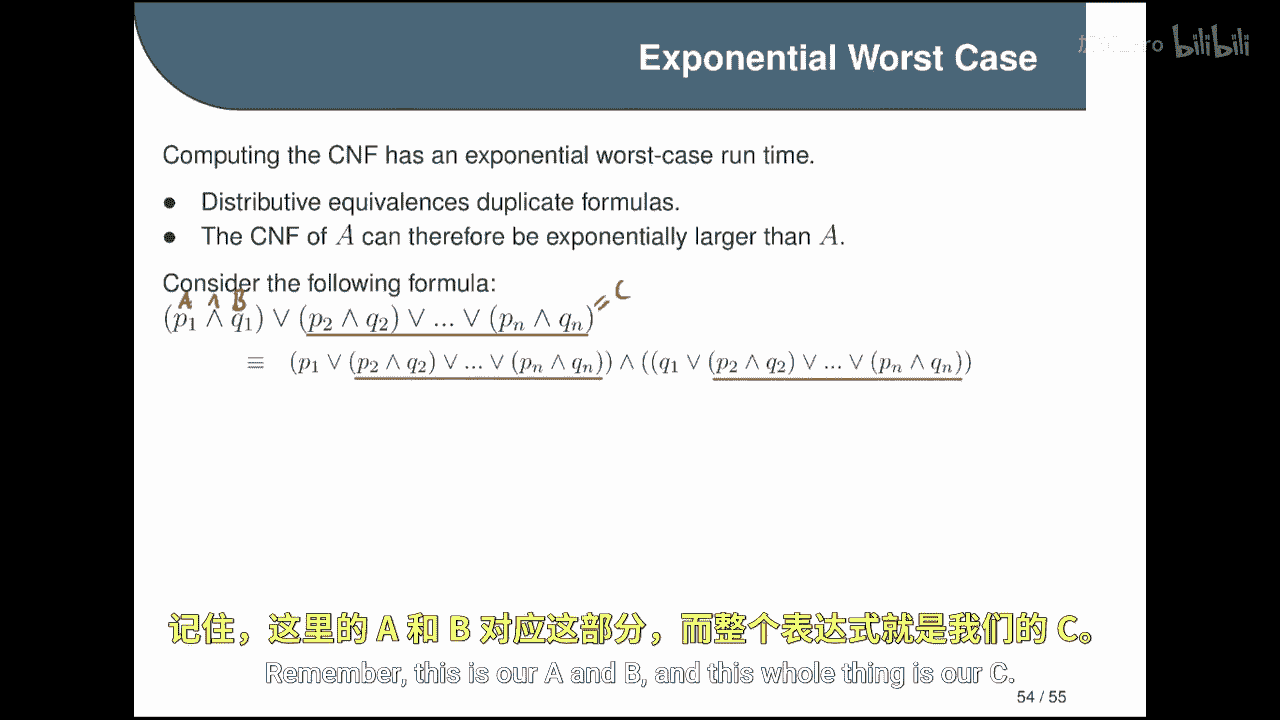 Exponential Worst Case
bilibili
Computing the CNF has an exponential worst-case run time.
● Distributive equivalences duplicate formulas.
● The CNF of A can therefore be exponentially larger than A.
Consider the following formula:
A ∧ B = C
(p₁ ∧ q₁) ∨ (p₂ ∧ q₂) ∨ ... ∨ (pₙ ∧ qₙ)
≡ (p₁ ∨ (p₂ ∧ q₂) ∨ ... ∨ (pₙ ∧ qₙ)) ∧ ((q₁ ∨ (p₂ ∧ q₂) ∨ ... ∨ (pₙ ∧ qₙ))
记住，这里的 A 和 B 对应这部分，而整个表达式就是我们的 C。
Remember, this is our A and B, and this whole thing is our C.
54 / 55